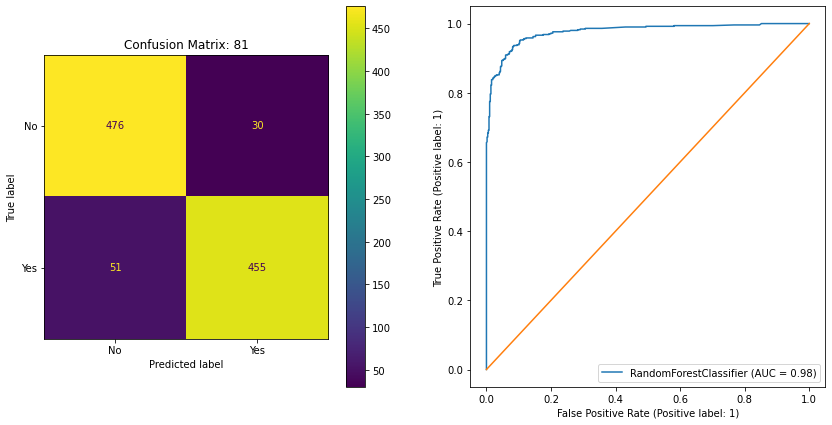 Confusion Matrix: 81
True label
No
Yes
476
30
51
455
No
Yes
Predicted label
450
400
350
300
250
200
150
100
50
True Positive Rate (Positive label: 1)
1.0
0.8
0.6
0.4
0.2
0.0
RandomForestClassifier (AUC = 0.98)
0.0
0.2
0.4
0.6
0.8
1.0
False Positive Rate (Positive label: 1)